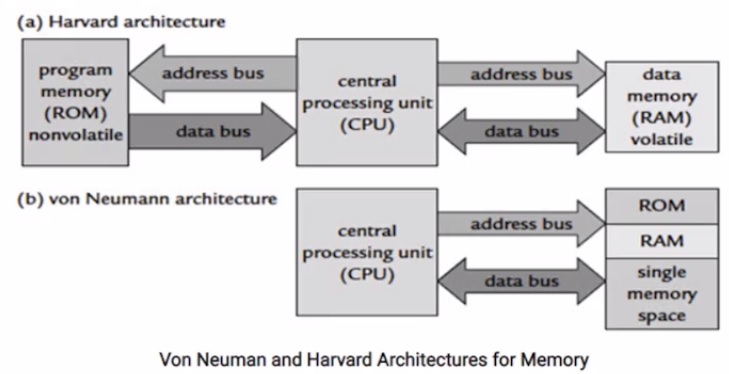 (a) Harvard architecture
program
memory
(ROM)
nonvolatile
address bus
data bus
central
processing unit
(CPU)
address bus
data bus
data
memory
(RAM)
volatile
(b) von Neumann architecture
central
processing unit
(CPU)
address bus
data bus
ROM
RAM
single
memory
space
Von Neuman and Harvard Architectures for Memory